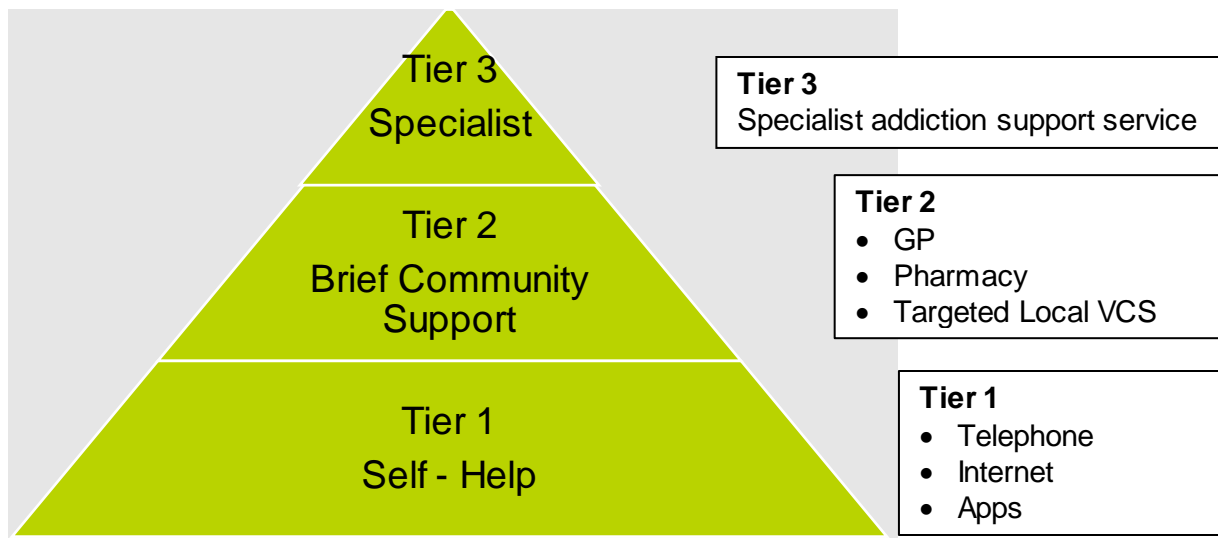 Tier 3
Specialist
Tier 2
Brief Community
Support
Tier 1
Self - Help
Tier 3
Specialist addiction support service
Tier 2
• GP
• Pharmacy
• Targeted Local VCS
Tier 1
• Telephone
• Internet
• Apps